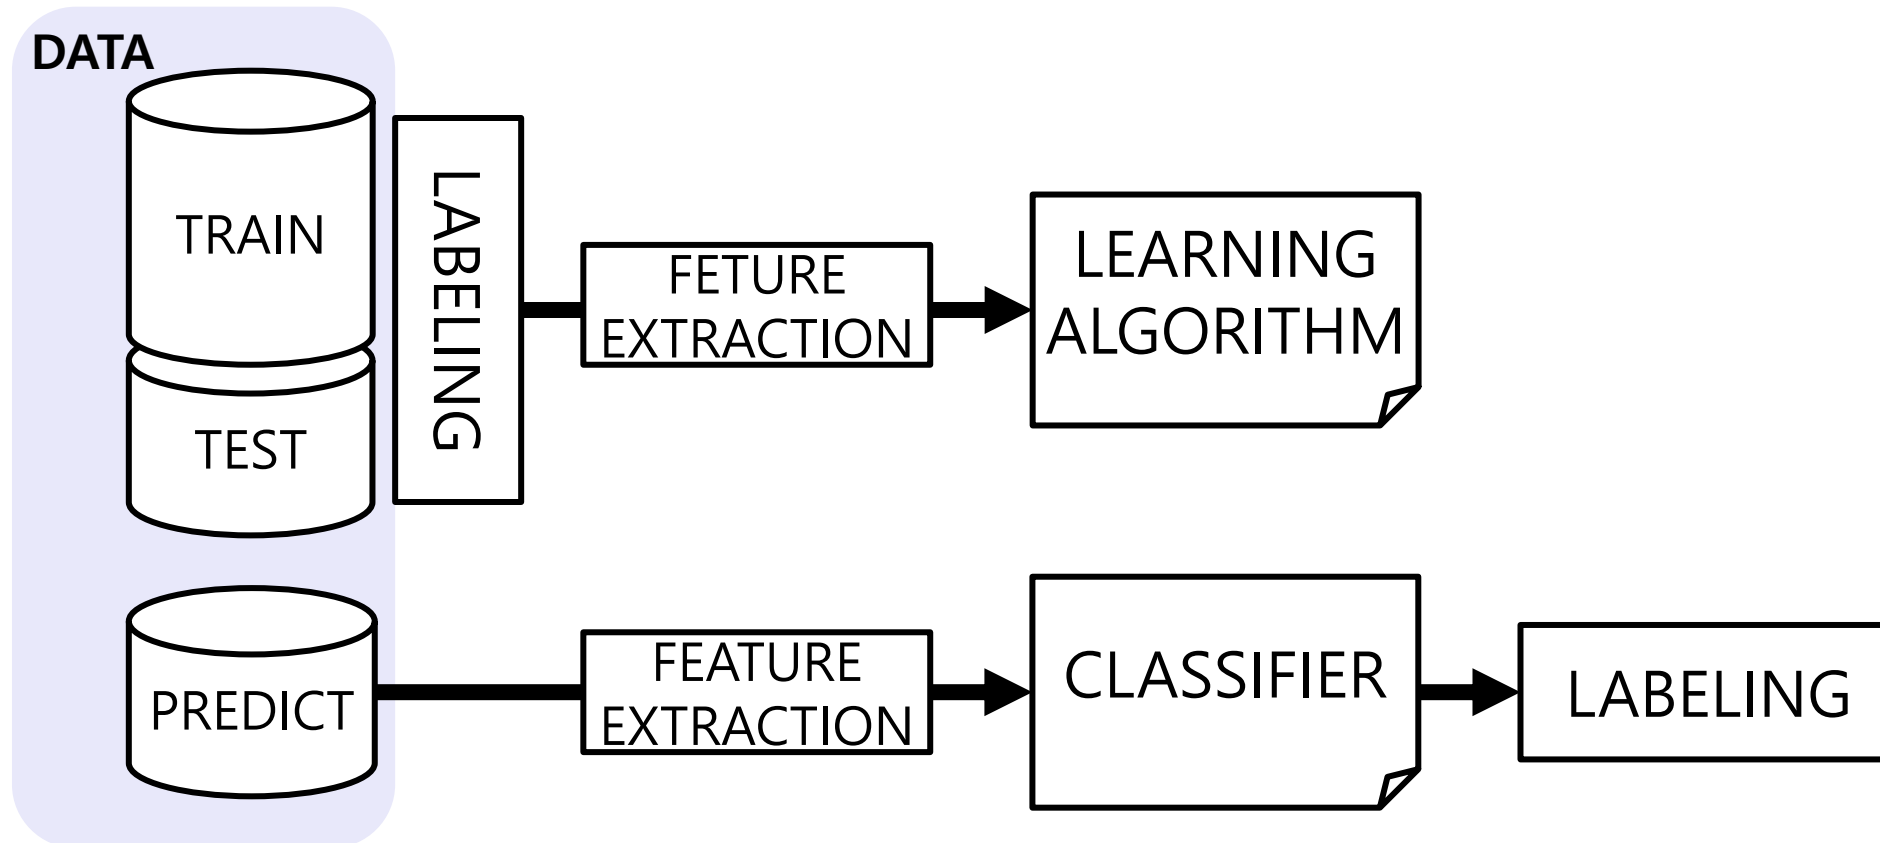 DATA
TRAIN
TEST
LABELING
FETURE
EXTRACTION
LEARNING
ALGORITHM
PREDICT
FEATURE
EXTRACTION
CLASSIFIER
LABELING